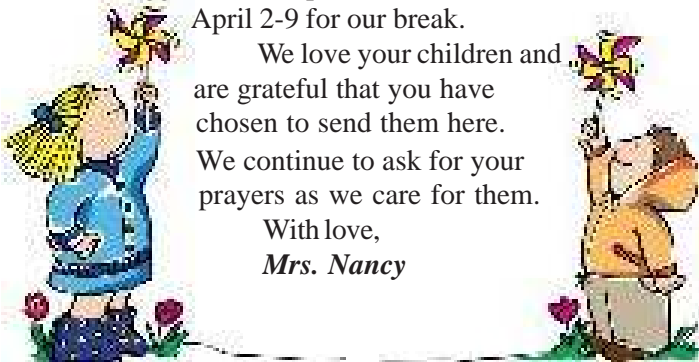 April 2-9 for our break.
We love your children and
are grateful that you have
chosen to send them here.
We continue to ask for your
prayers as we care for them.
With love,
Mrs. Nancy